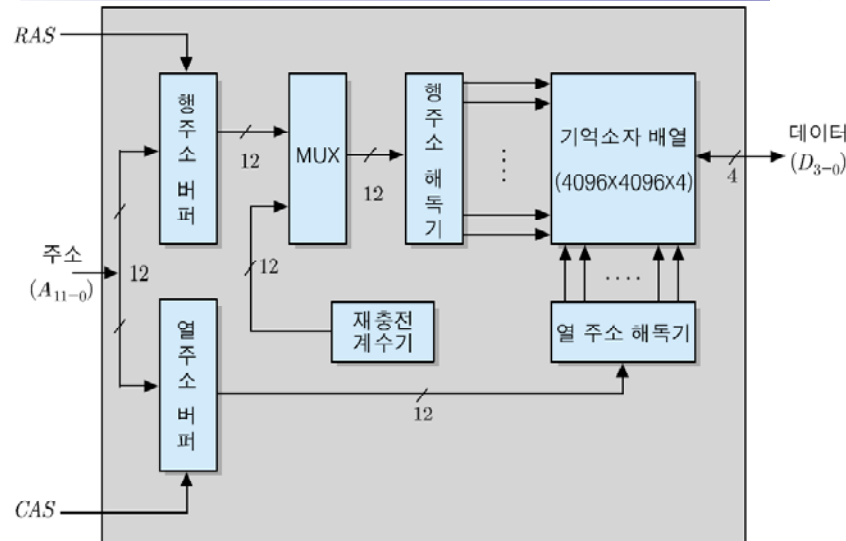 RAS
행주소 버퍼
12
MUX
12
행주소 해독기
기억소자 배열
(4096X4096X4)
4
데이터
(D₃₋₀)
주소
(A₁₁₋₀)
12
12
재충전
계수기
열주소 버퍼
열 주소 해독기
12
CAS